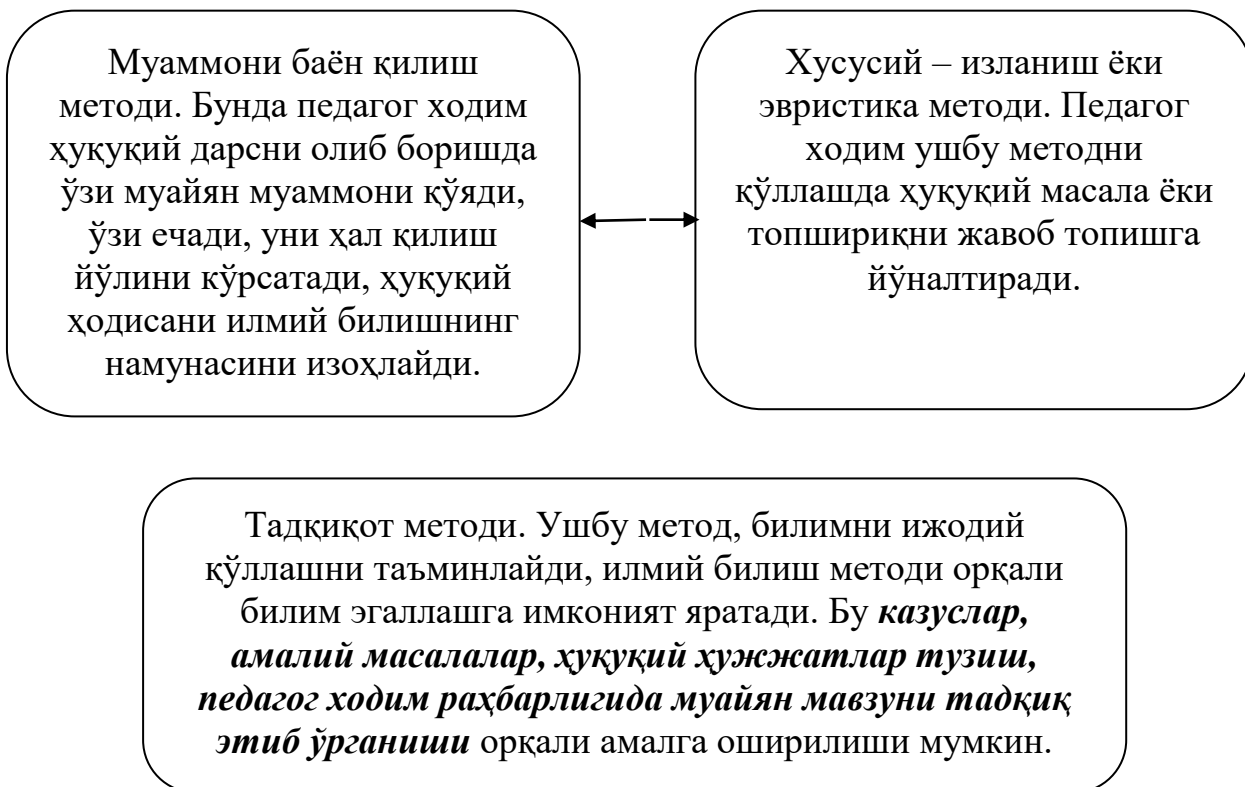 Муаммони баён қилиш
методи. Бунда педагог ходим
ҳуқуқий дарсни олиб боришда
ўзи муайян муаммони қўяди,
ўзи ечади, уни ҳал қилиш
йўлини кўрсатади, ҳуқуқий
ҳодисани илмий билишнинг
намунасини изоҳлайди.
Хусусий – изланиш ёки
эвристика методи. Педагог
ходим ушбу методни
қўллашда ҳуқуқий масала ёки
топшириқни жавоб топишга
йўналтиради.
Тадқиқот методи. Ушбу метод, билимни ижодий
қўллашни таъминлайди, илмий билиш методи орқали
билим эгаллашга имконият яратади. Бу казуслар,
амалий масалалар, ҳуқуқий ҳужжатлар тузиш,
педагог ходим раҳбарлигида муайян мавзуни тадқиқ
этиб ўрганиши орқали амалга оширилиши мумкин.